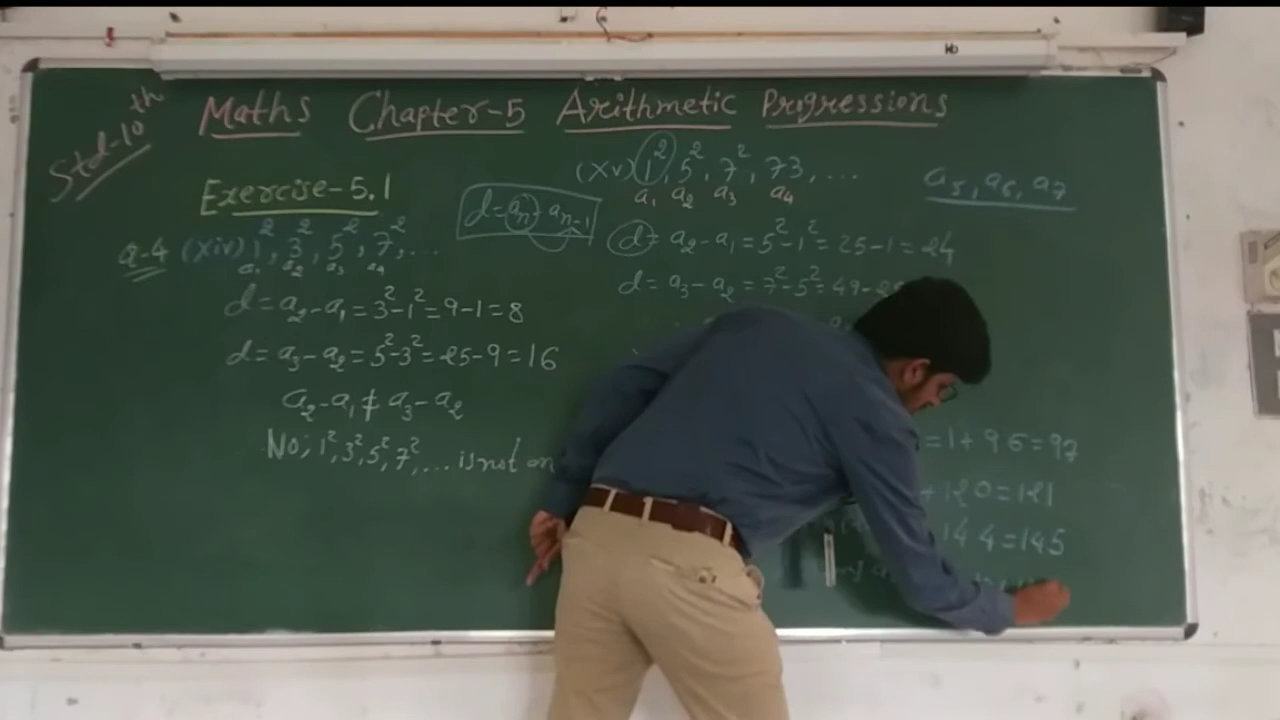 Std-10th
Maths Chapter-5 Arithmetic Progressions
Exercise-5.1
Q-4 (xiv) 1², 3², 5², 7², ...
a₁ a₂ a₃ a₄
d = a₂ - a₁ = 3² - 1² = 9 - 1 = 8
d = a₃ - a₂ = 5² - 3² = 25 - 9 = 16
a₂ - a₁ ≠ a₃ - a₂
No; 1², 3², 5², 7², ... is not an
d = aₙ - aₙ₋₁
(xv) 1², 5², 7², 73, ...
a₁ a₂ a₃ a₄
d = a₂ - a₁ = 5² - 1² = 25 - 1 = 24
d = a₃ - a₂ = 7² - 5² = 49 - 2
= 1 + 96 = 97
+ 120 = 121
144 = 145
a₅, a₆, a₇